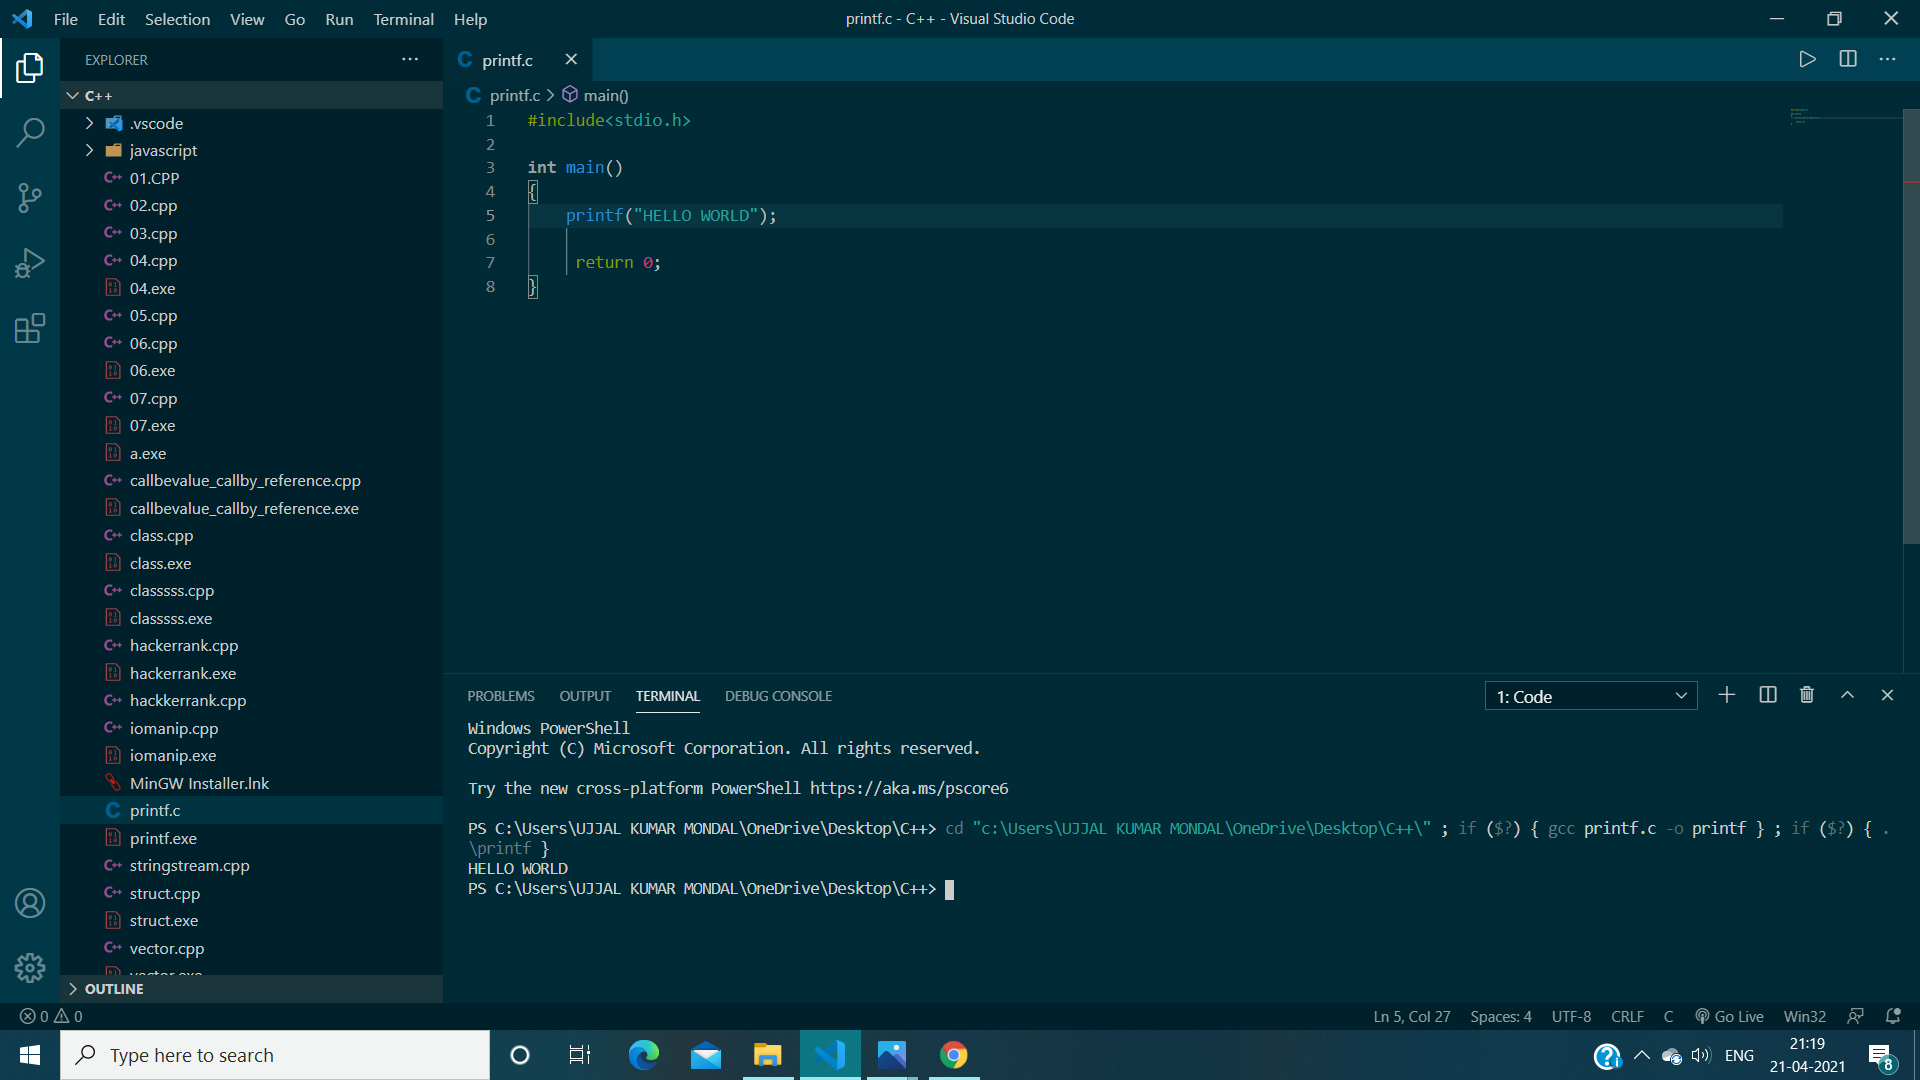 File Edit Selection View Go Run Terminal Help
printf.c - C++ - Visual Studio Code
EXPLORER
C++
.vscode
javascript
01.CPP
02.cpp
03.cpp
04.cpp
04.exe
05.cpp
06.cpp
06.exe
07.cpp
07.exe
a.exe
callbevalue_callby_reference.cpp
callbevalue_callby_reference.exe
class.cpp
class.exe
classsss.cpp
classsss.exe
hackerrank.cpp
hackerrank.exe
hackkerrank.cpp
iomanip.cpp
iomanip.exe
MinGW Installer.lnk
printf.c
printf.exe
stringstream.cpp
struct.cpp
struct.exe
vector.cpp
vector.exe
OUTLINE
printf.c
printf.c > main()
1 #include<stdio.h>
2
3 int main()
4 {
5 printf("HELLO WORLD");
6
7 return 0;
8 }
PROBLEMS OUTPUT TERMINAL DEBUG CONSOLE
1: Code
Windows PowerShell
Copyright (C) Microsoft Corporation. All rights reserved.
Try the new cross-platform PowerShell https://aka.ms/pscore6
PS C:\Users\UJJAL KUMAR MONDAL\OneDrive\Desktop\C++> cd "c:\Users\UJJAL KUMAR MONDAL\OneDrive\Desktop\C++\" ; if ($?) { gcc printf.c -o printf } ; if ($?) { .
\printf }
HELLO WORLD
PS C:\Users\UJJAL KUMAR MONDAL\OneDrive\Desktop\C++>
0 0
Ln 5, Col 27 Spaces: 4 UTF-8 CRLF C Go Live Win32
Type here to search
ENG
21:19
21-04-2021
8